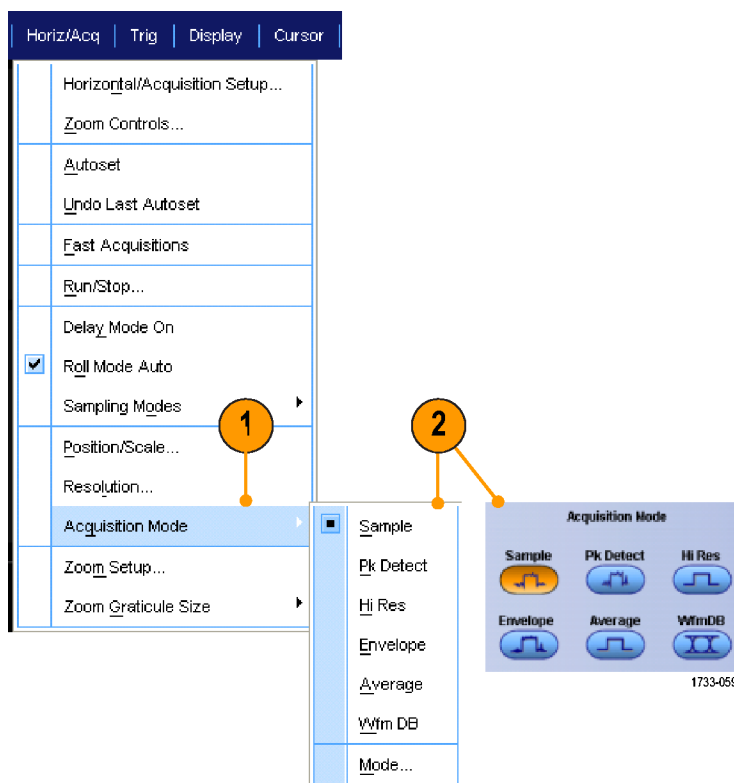 Horiz/Acq Trig Display Cursor
Horizontal/Acquisition Setup...
Zoom Controls...
Autoset
Undo Last Autoset
Fast Acquisitions
Run/Stop...
Delay Mode On
Roll Mode Auto
Sampling Modes
Position/Scale...
Resolution...
Acquisition Mode
Zoom Setup...
Zoom Graticule Size
1
2
Sample
Pk Detect
Hi Res
Envelope
Average
Wfm DB
Mode...
Acquisition Mode
Sample Pk Detect Hi Res
Envelope Average WfmDB
1733-059